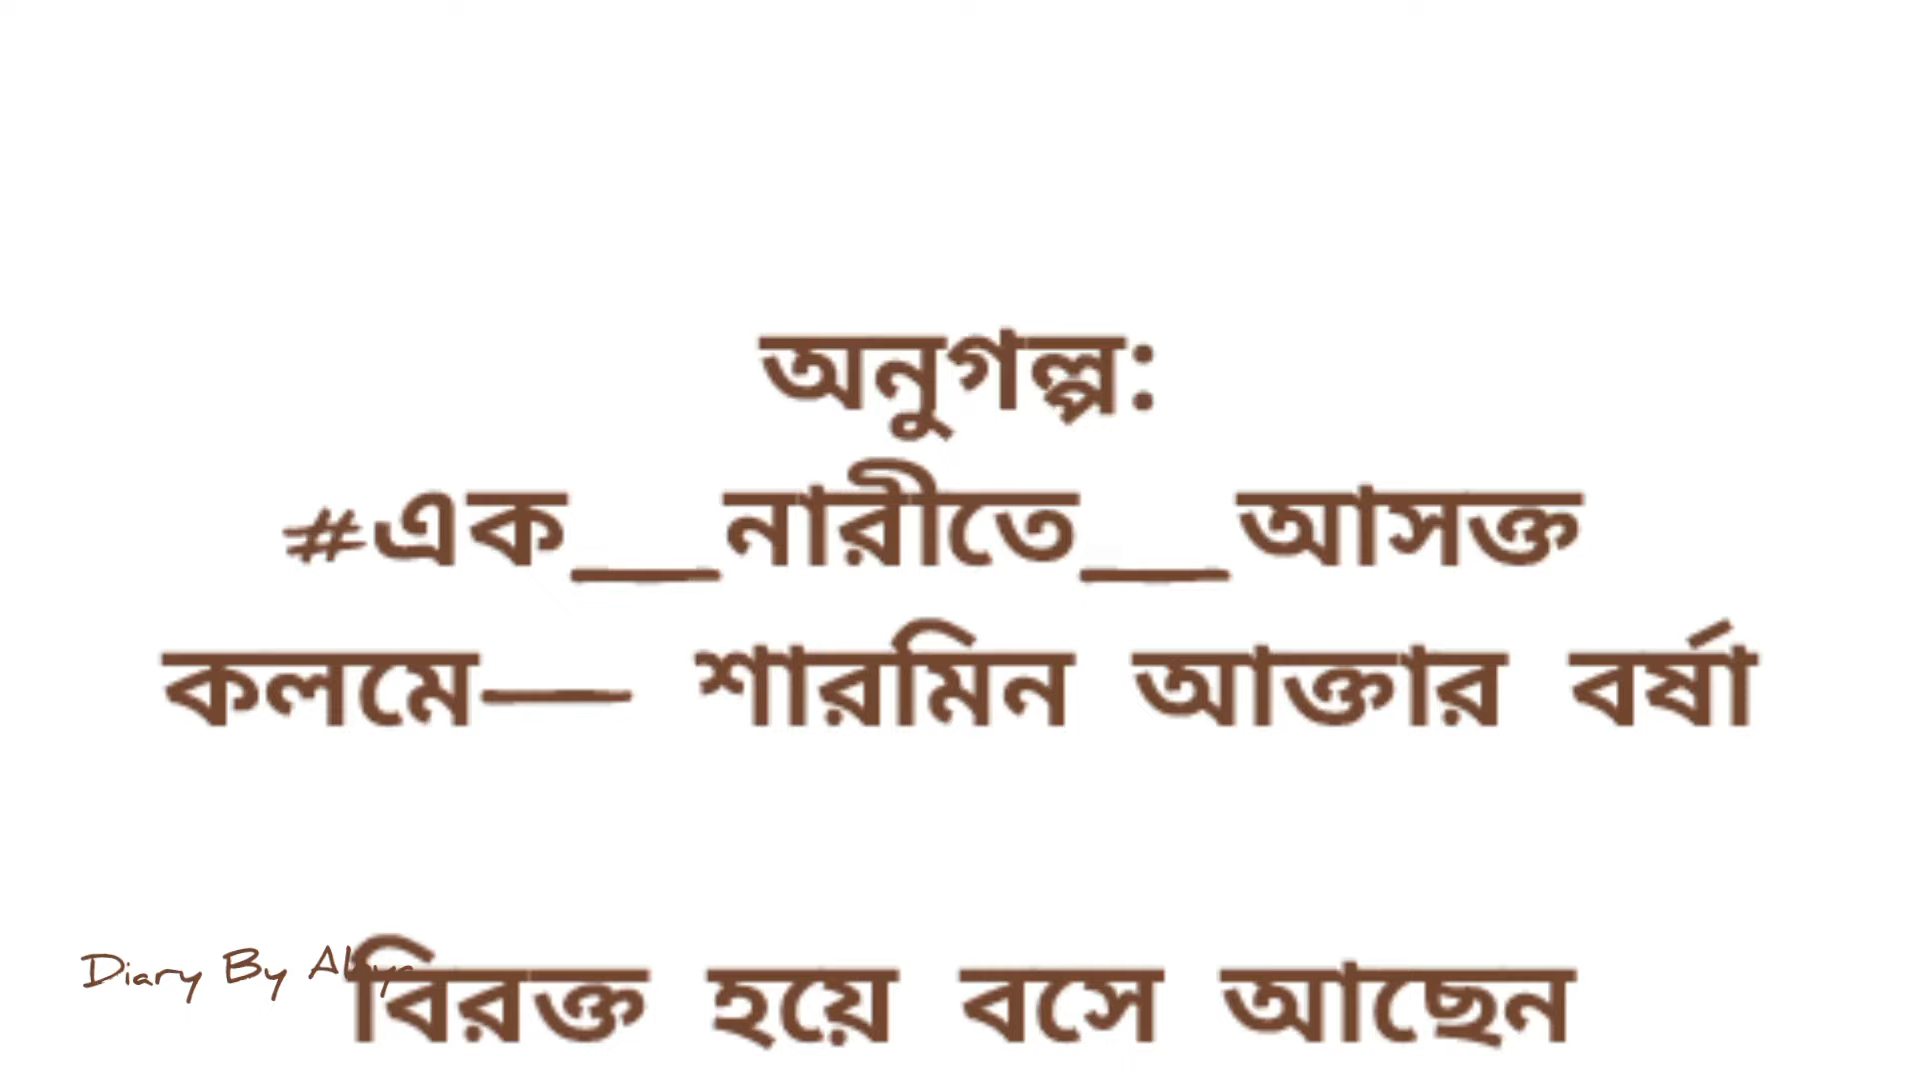 অনুগল্প:
#এক__নারীতে__আসক্ত
কলমে— শারমিন আক্তার বর্ষা
Diary By
বিরক্ত হয়ে বসে আছেন